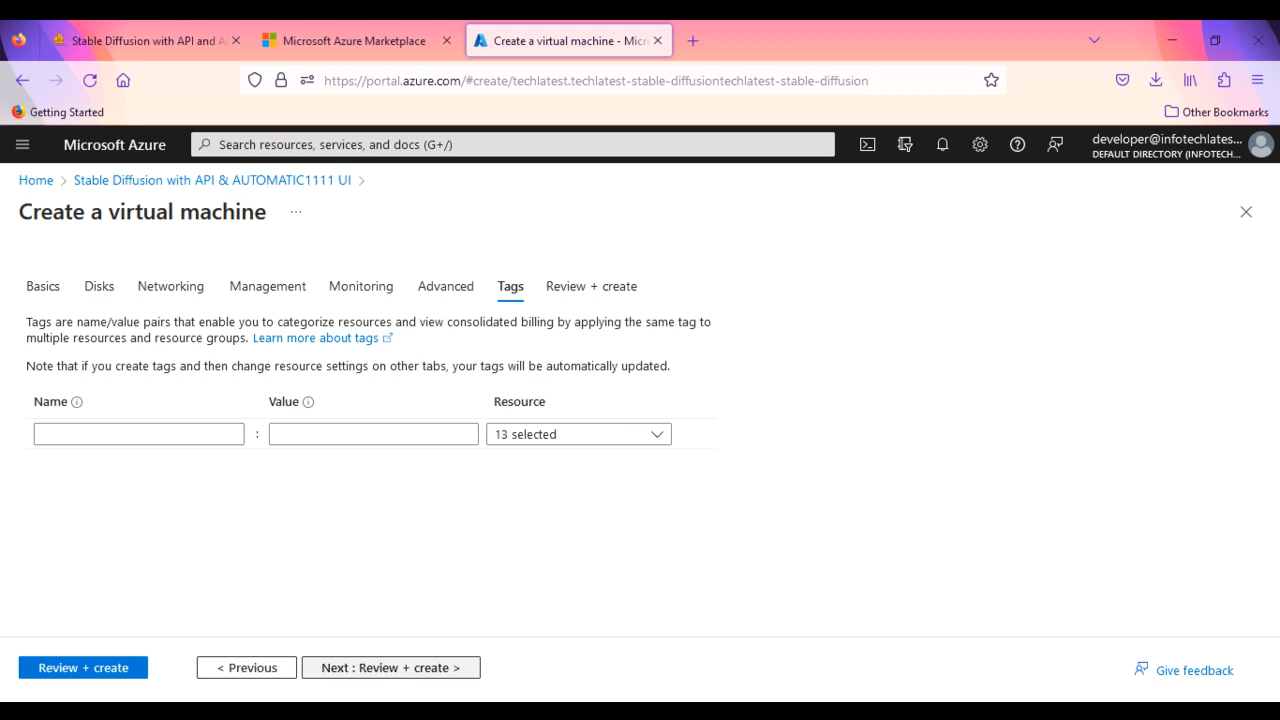 Stable Diffusion with API and A
Microsoft Azure Marketplace
Create a virtual machine - Micr
https://portal.azure.com/#create/techlatest.techlatest-stable-diffusiontechlatest-stable-diffusion
Getting Started
Other Bookmarks
Microsoft Azure
Search resources, services, and docs (G+/)
developer@infotechlates...
DEFAULT DIRECTORY (INFOTECH...
Home > Stable Diffusion with API & AUTOMATIC1111 UI >
Create a virtual machine ...
Basics Disks Networking Management Monitoring Advanced Tags Review + create
Tags are name/value pairs that enable you to categorize resources and view consolidated billing by applying the same tag to
multiple resources and resource groups. Learn more about tags
Note that if you create tags and then change resource settings on other tabs, your tags will be automatically updated.
Name Value Resource
: 13 selected
Review + create
< Previous
Next : Review + create >
Give feedback